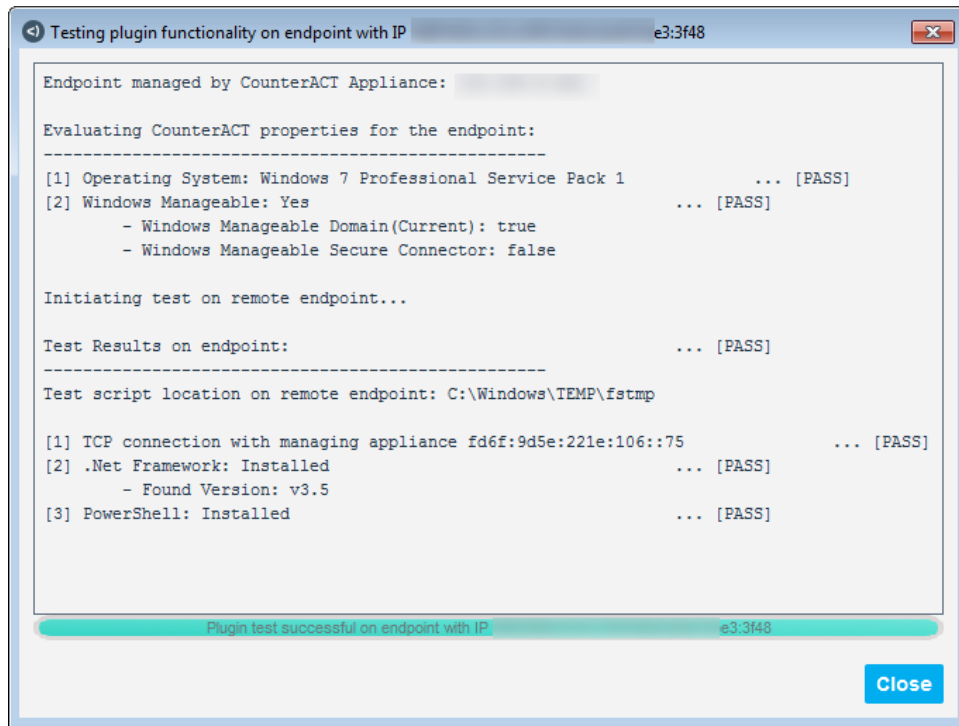 Testing plugin functionality on endpoint with IP e3:3f48
Endpoint managed by CounterACT Appliance:
Evaluating CounterACT properties for the endpoint:
---------------------------------------------------
[1] Operating System: Windows 7 Professional Service Pack 1 ... [PASS]
[2] Windows Manageable: Yes ... [PASS]
- Windows Manageable Domain(Current): true
- Windows Manageable Secure Connector: false
Initiating test on remote endpoint...
Test Results on endpoint: ... [PASS]
---------------------------------------------------
Test script location on remote endpoint: C:\Windows\TEMP\fstmp
[1] TCP connection with managing appliance fd6f:9d5e:221e:106::75 ... [PASS]
[2] .Net Framework: Installed ... [PASS]
- Found Version: v3.5
[3] PowerShell: Installed ... [PASS]
Plugin test successful on endpoint with IP e3:3f48
Close